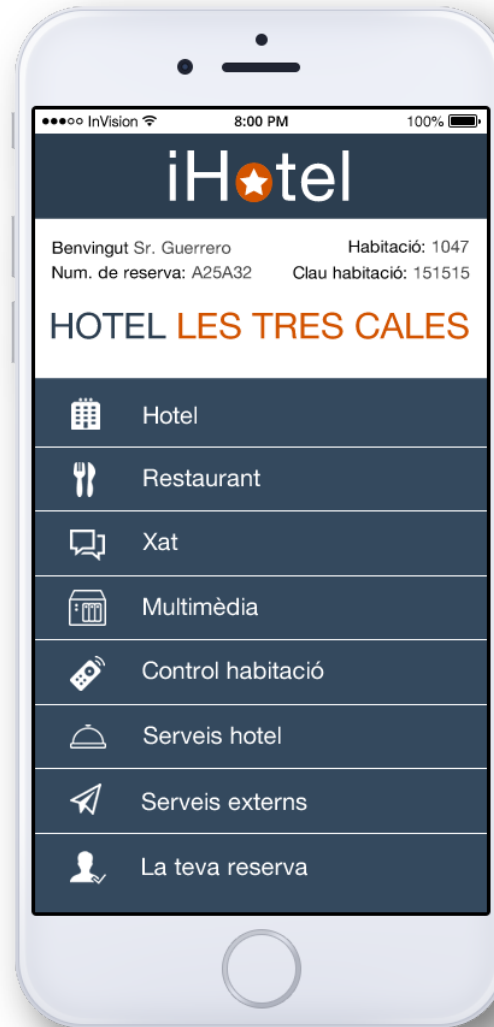 ●●●○○ InVision 8:00 PM 100%
iH★tel
Benvingut Sr. Guerrero Habitació: 1047
Num. de reserva: A25A32 Clau habitació: 151515
HOTEL LES TRES CALES
Hotel
Restaurant
Xat
Multimèdia
Control habitació
Serveis hotel
Serveis externs
La teva reserva